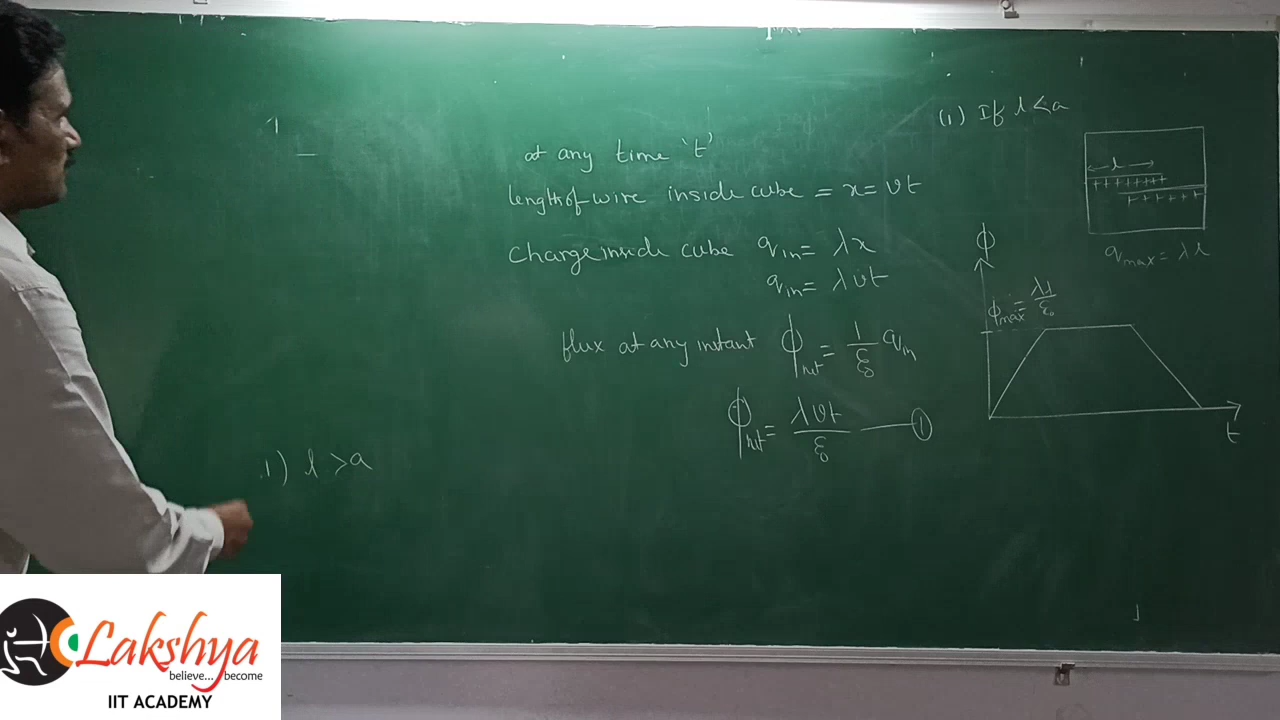 (1) If l < a
at any time 't'
length of wire inside cube = x = vt
Charge inside cube q_in = λx
q_in = λvt
flux at any instant ϕ_net = 1/ε₀ q_in
ϕ_net = λvt/ε₀ — ①
← l →
+ + + + + + + + +
+ + + + + + +
q_max = λl
ϕ
ϕ_max = λl/ε₀
t
1) l > a
Lakshya
believe... become
IIT ACADEMY